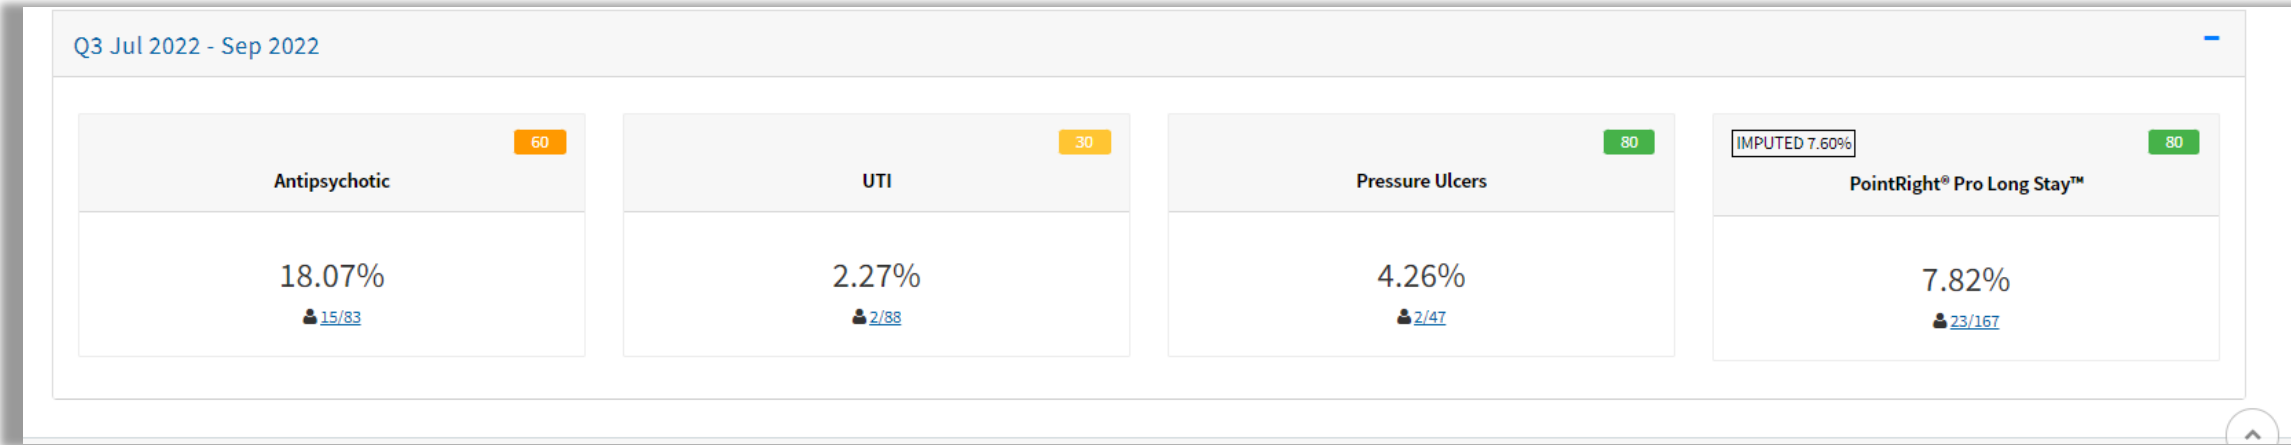 Q3 Jul 2022 - Sep 2022
60
Antipsychotic
18.07%
15/83
30
UTI
2.27%
2/88
80
Pressure Ulcers
4.26%
2/47
IMPUTED 7.60%
80
PointRight® Pro Long Stay™
7.82%
23/167